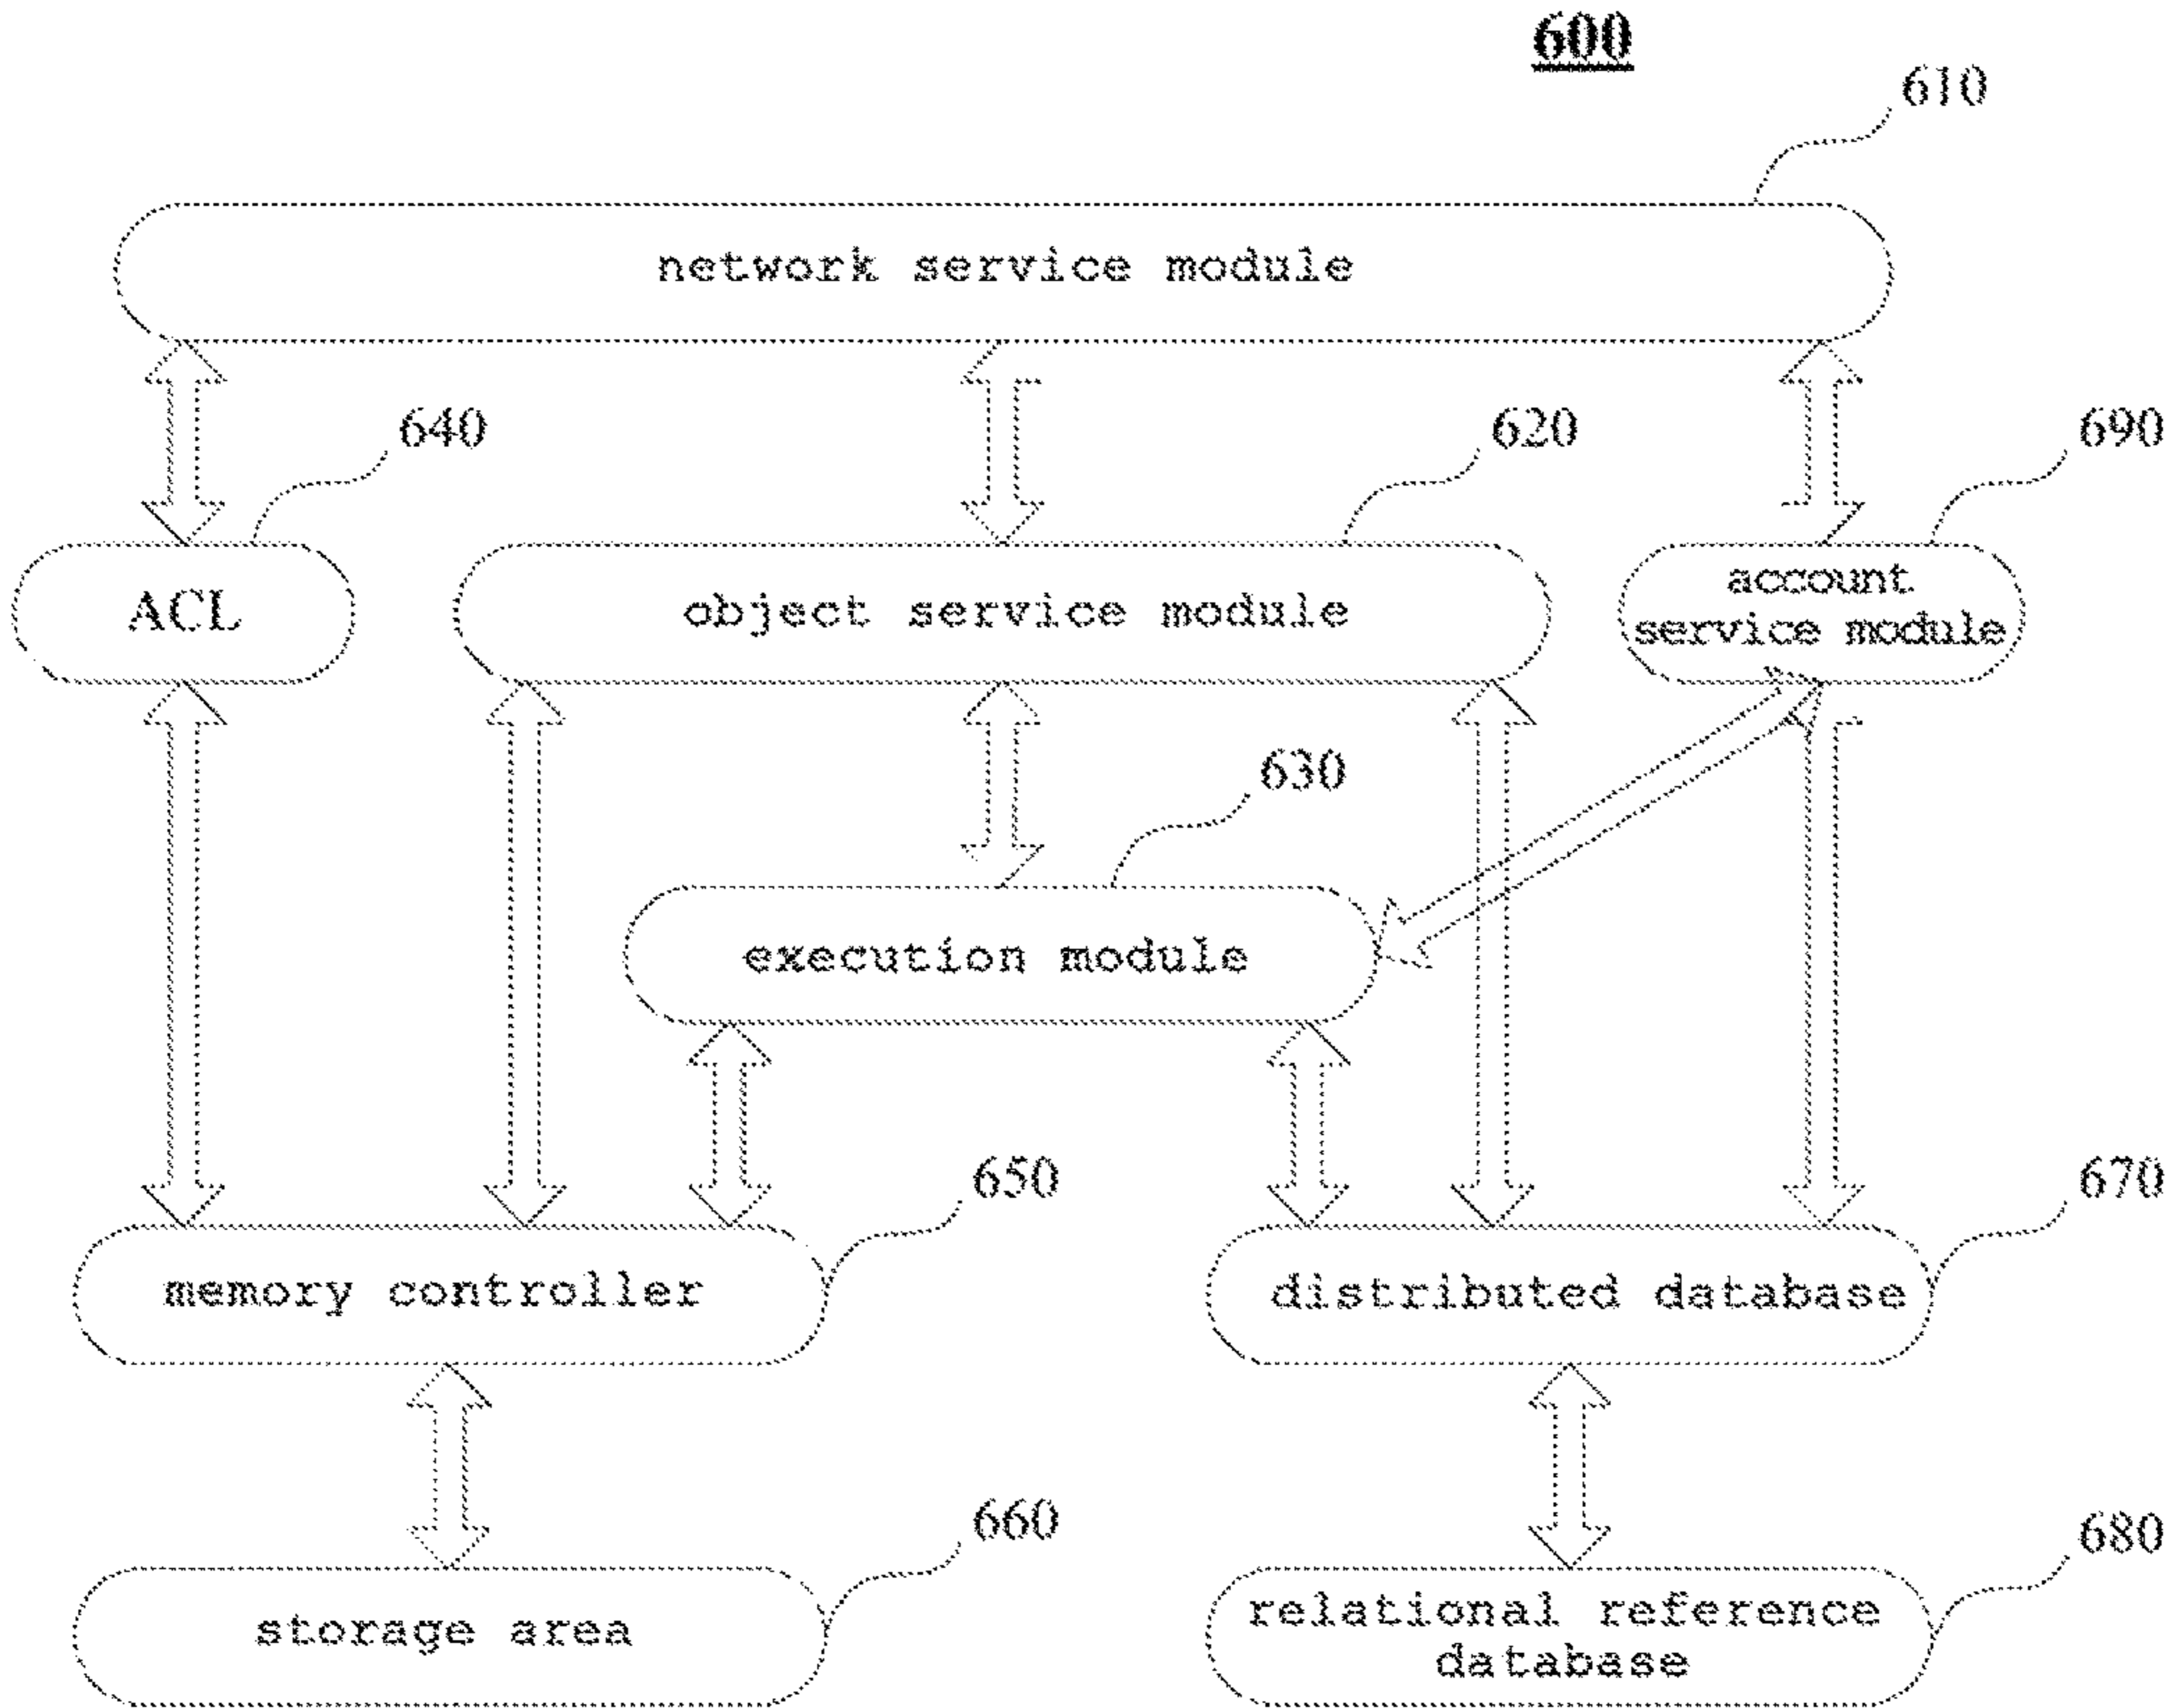 600
610
network service module
640
620
690
ACL
object service module
account
service module
630
execution module
650
670
memory controller
distributed database
660
680
storage area
relational reference
database